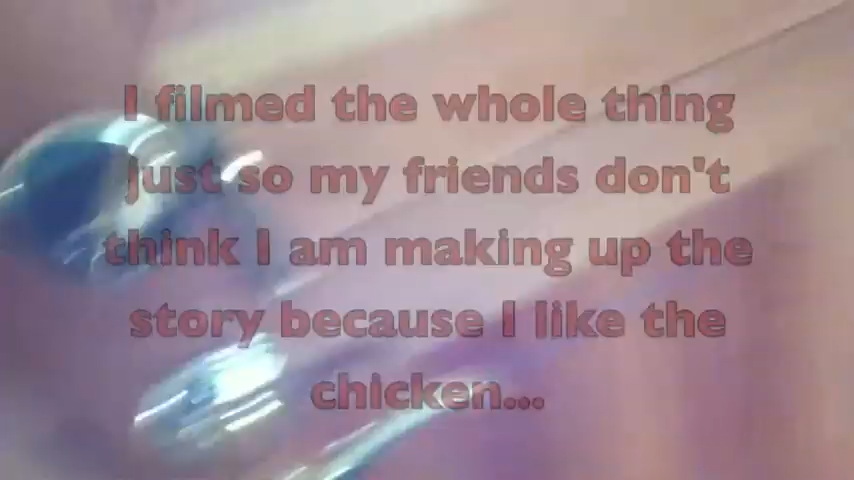 I filmed the whole thing
just so my friends don't
think I am making up the
story because I like the
chicken...